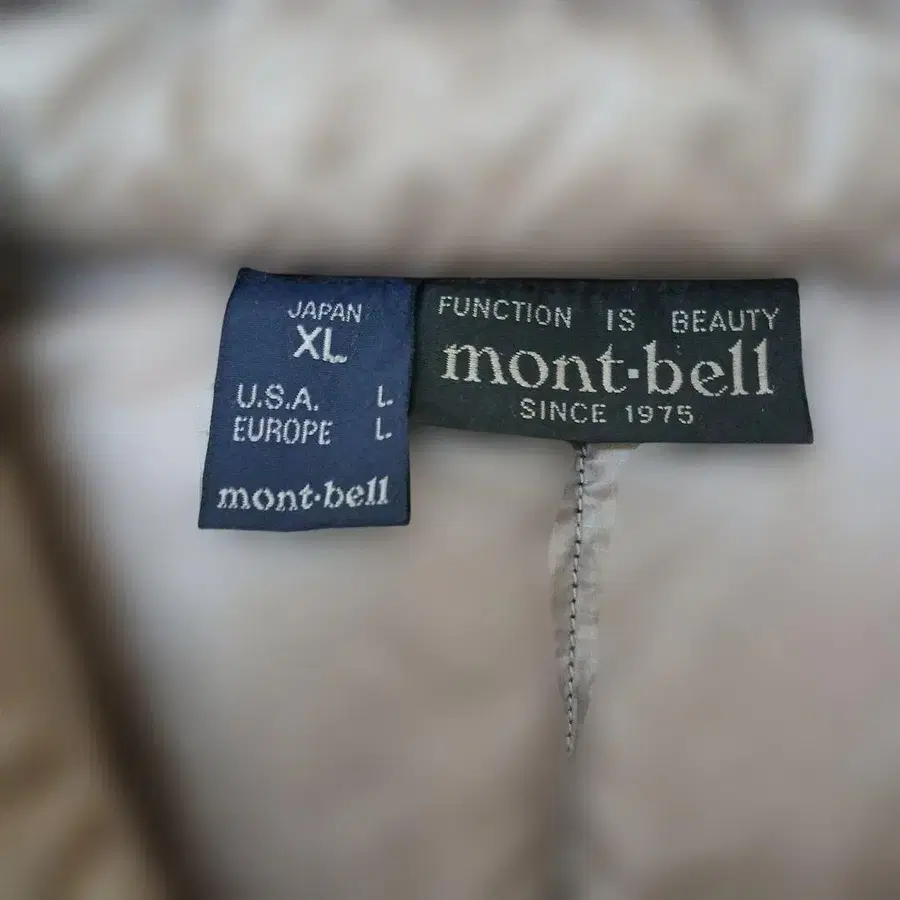 JAPAN
XL
U.S.A. L
EUROPE L
mont·bell
FUNCTION IS BEAUTY
mont·bell
SINCE 1975